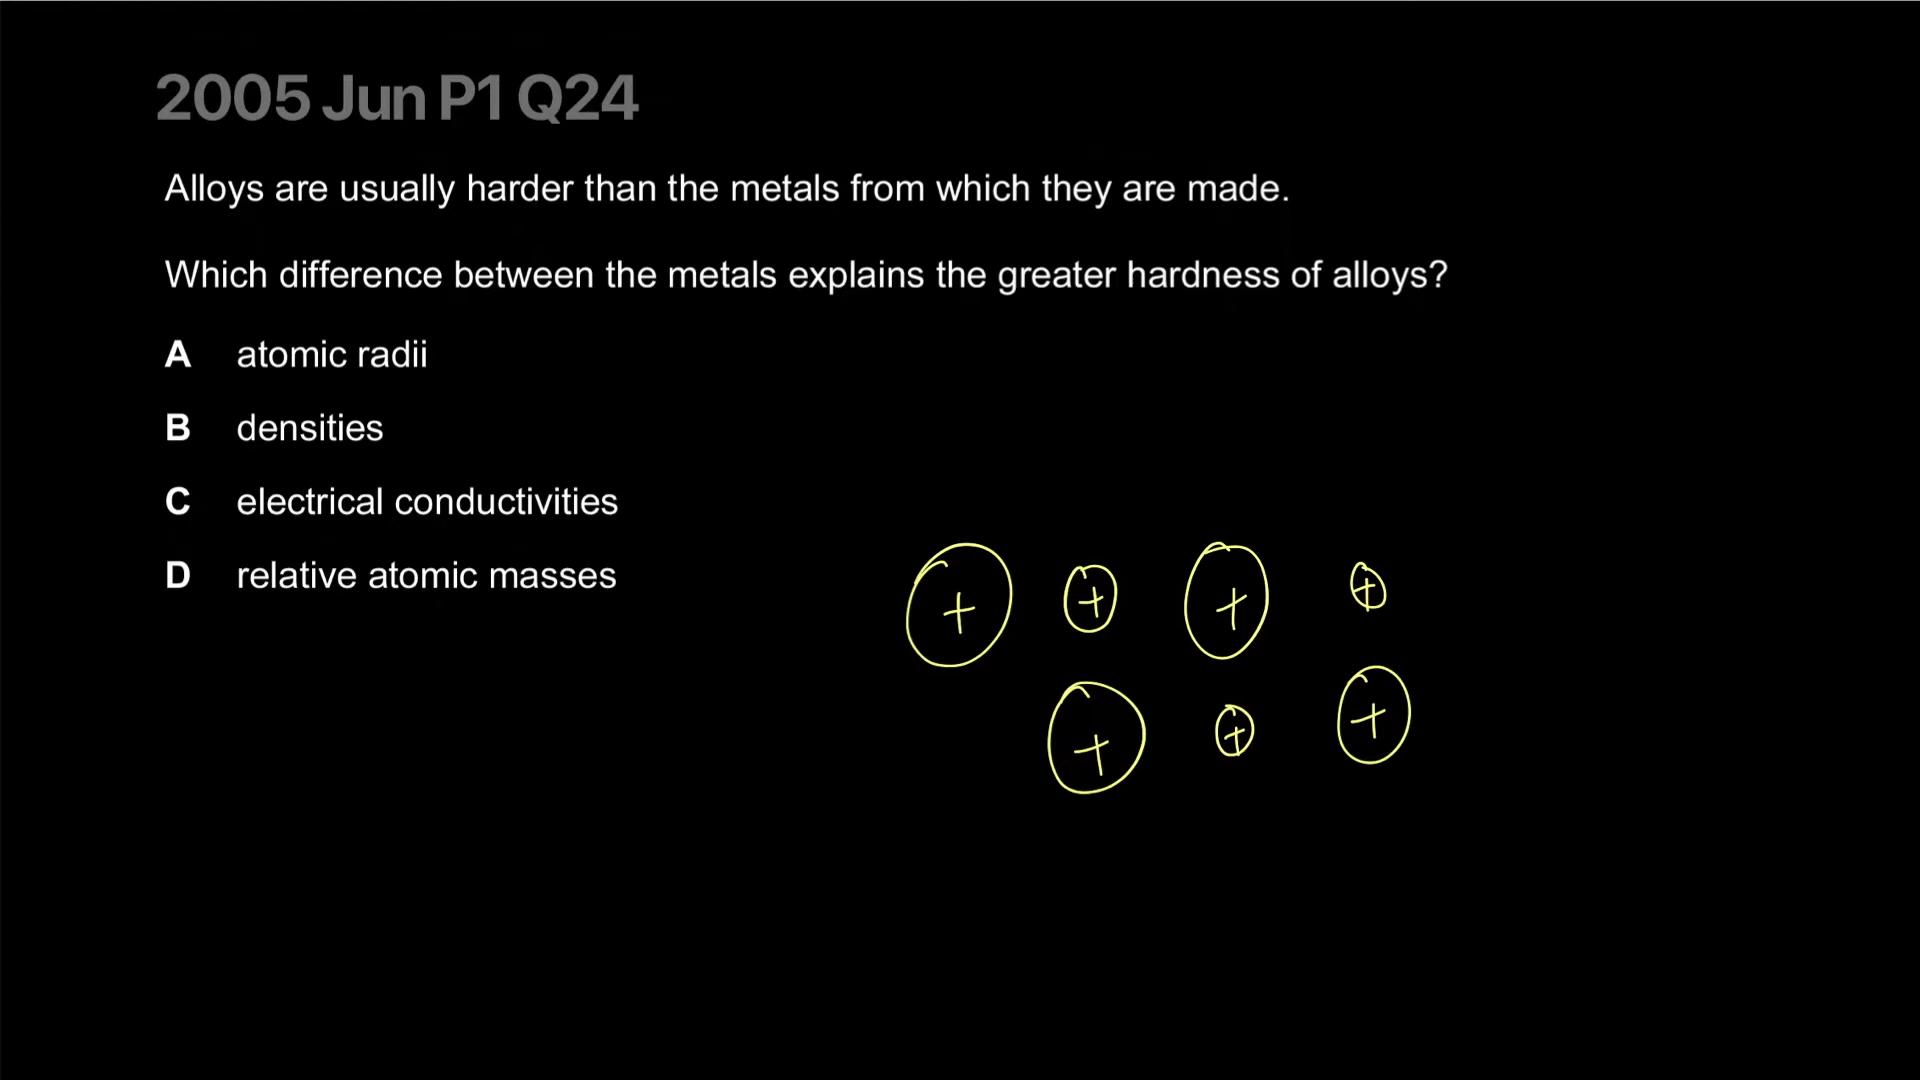 2005 Jun P1 Q24
Alloys are usually harder than the metals from which they are made.
Which difference between the metals explains the greater hardness of alloys?
A atomic radii
B densities
C electrical conductivities
D relative atomic masses
+ + + +
+ + +